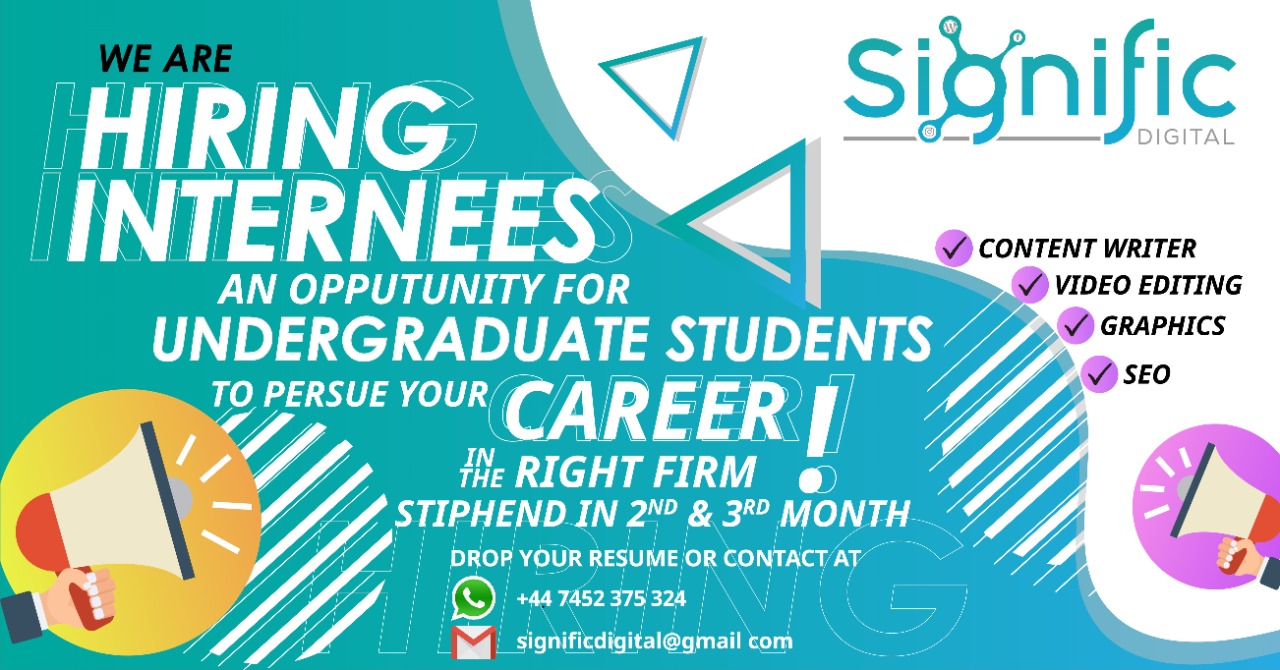 WE ARE
HIRING
INTERNEES
AN OPPUTUNITY FOR
UNDERGRADUATE STUDENTS
TO PERSUE YOUR CAREER!
IN THE RIGHT FIRM
STIPHEND IN 2ND & 3RD MONTH
DROP YOUR RESUME OR CONTACT AT
+44 7452 375 324
significdigital@gmail com
Signific
DIGITAL
CONTENT WRITER
VIDEO EDITING
GRAPHICS
SEO
HIRING